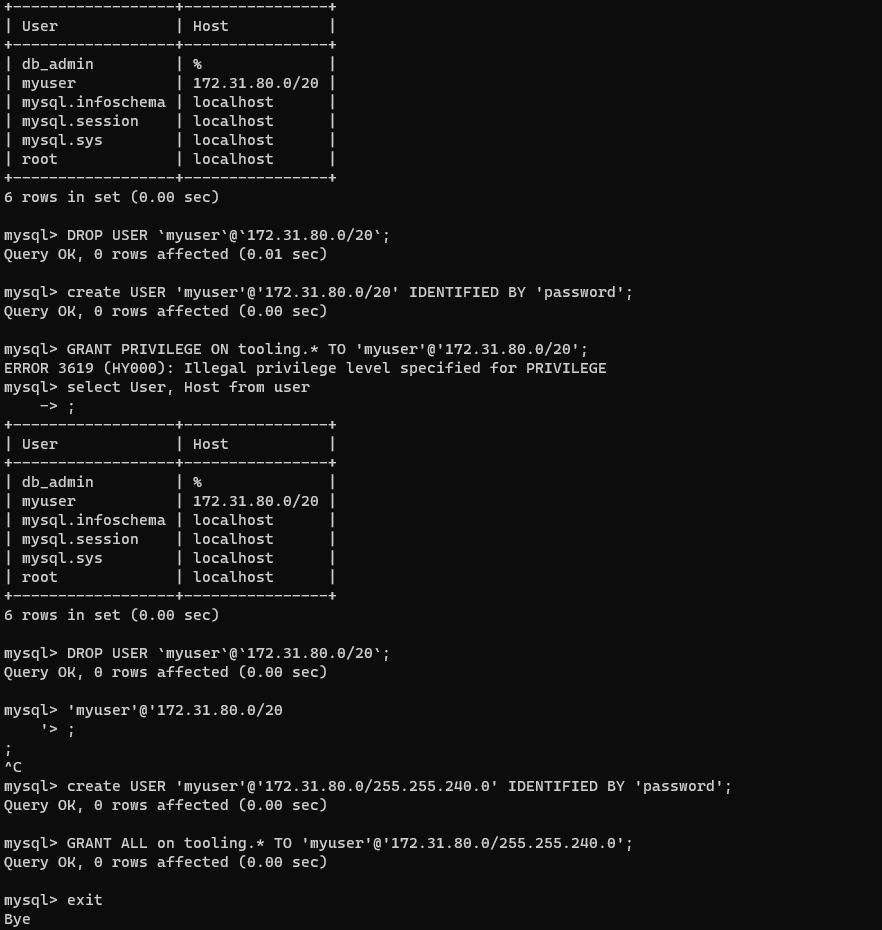 +------------------+----------------+
| User             | Host           |
+------------------+----------------+
| db_admin         | %              |
| myuser           | 172.31.80.0/20 |
| mysql.infoschema | localhost      |
| mysql.session    | localhost      |
| mysql.sys        | localhost      |
| root             | localhost      |
+------------------+----------------+
6 rows in set (0.00 sec)

mysql> DROP USER `myuser`@`172.31.80.0/20`;
Query OK, 0 rows affected (0.01 sec)

mysql> create USER 'myuser'@'172.31.80.0/20' IDENTIFIED BY 'password';
Query OK, 0 rows affected (0.00 sec)

mysql> GRANT PRIVILEGE ON tooling.* TO 'myuser'@'172.31.80.0/20';
ERROR 3619 (HY000): Illegal privilege level specified for PRIVILEGE
mysql> select User, Host from user
    -> ;
+------------------+----------------+
| User             | Host           |
+------------------+----------------+
| db_admin         | %              |
| myuser           | 172.31.80.0/20 |
| mysql.infoschema | localhost      |
| mysql.session    | localhost      |
| mysql.sys        | localhost      |
| root             | localhost      |
+------------------+----------------+
6 rows in set (0.00 sec)

mysql> DROP USER `myuser`@`172.31.80.0/20`;
Query OK, 0 rows affected (0.00 sec)

mysql> 'myuser'@'172.31.80.0/20
    '> ;
;
^C
mysql> create USER 'myuser'@'172.31.80.0/255.255.240.0' IDENTIFIED BY 'password';
Query OK, 0 rows affected (0.00 sec)

mysql> GRANT ALL on tooling.* TO 'myuser'@'172.31.80.0/255.255.240.0';
Query OK, 0 rows affected (0.00 sec)

mysql> exit
Bye